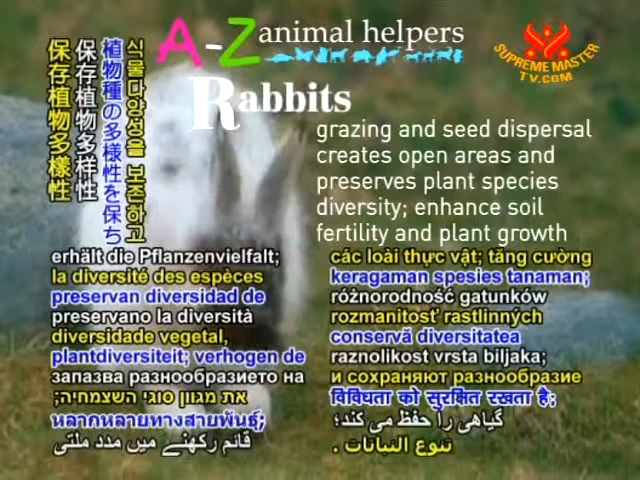 A-Z animal helpers
SUPREME MASTER
TV.COM
Rabbits
grazing and seed dispersal
creates open areas and
preserves plant species
diversity; enhance soil
fertility and plant growth
保存植物多樣性
保存植物多样性
植物種の多様性を保ち
식물다양성을 보존하고
erhält die Pflanzenvielfalt;
la diversité des espèces
preservan diversidad de
preservano la diversità
diversidade vegetal,
plantdiversiteit; verhogen de
запазва разнообразието на
את מגוון סוגי השצמחיה;
หลากหลายทางสายพันธุ์;
قائم رکھنے میں مدد ملتی
các loài thực vật; tăng cường
keragaman spesies tanaman;
różnorodność gatunków
rozmanitosť rastlinných
conservă diversitatea
raznolikost vrsta biljaka;
и сохраняют разнообразие
विविधता को सुरक्षित रखता है;
گیاهی را حفظ می کند؛
تنوع النباتات .